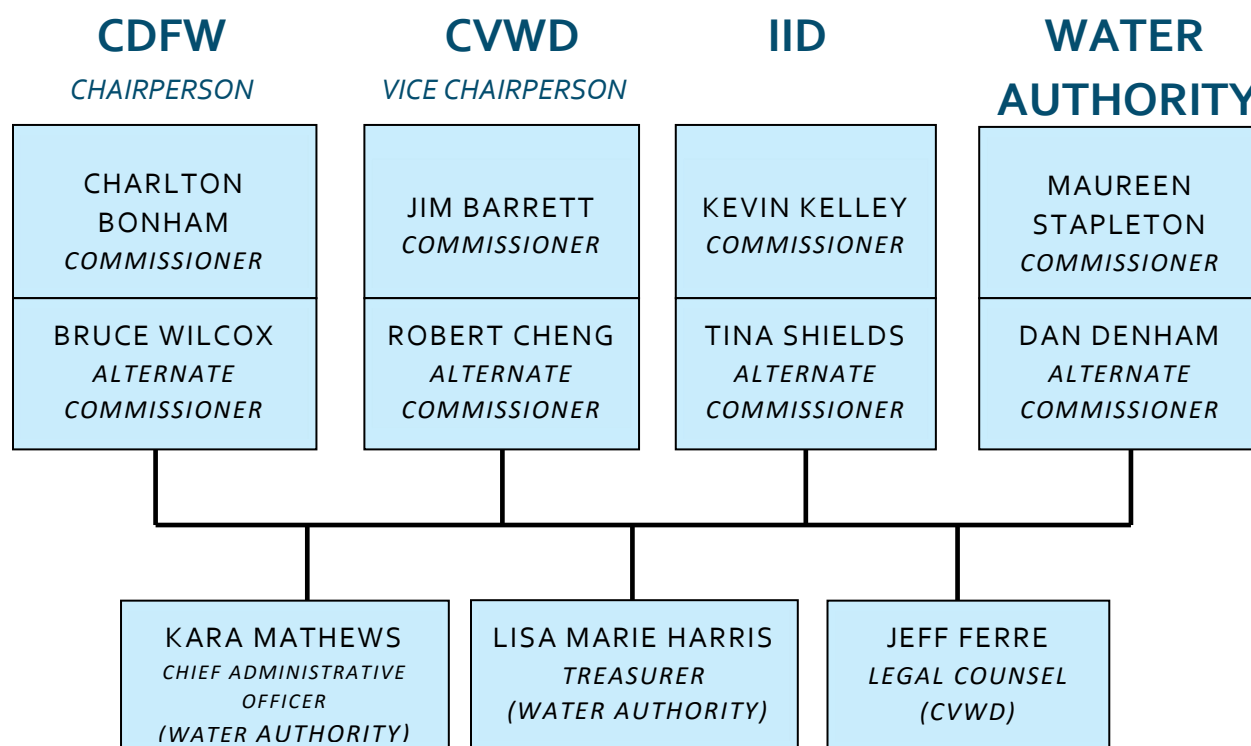 CDFW
CHAIRPERSON
CHARLTON
BONHAM
COMMISSIONER
BRUCE WILCOX
ALTERNATE
COMMISSIONER
CVWD
VICE CHAIRPERSON
JIM BARRETT
COMMISSIONER
ROBERT CHENG
ALTERNATE
COMMISSIONER
IID
KEVIN KELLEY
COMMISSIONER
TINA SHIELDS
ALTERNATE
COMMISSIONER
WATER
AUTHORITY
MAUREEN
STAPLETON
COMMISSIONER
DAN DENHAM
ALTERNATE
COMMISSIONER
KARA MATHEWS
CHIEF ADMINISTRATIVE
OFFICER
(WATER AUTHORITY)
LISA MARIE HARRIS
TREASURER
(WATER AUTHORITY)
JEFF FERRE
LEGAL COUNSEL
(CVWD)